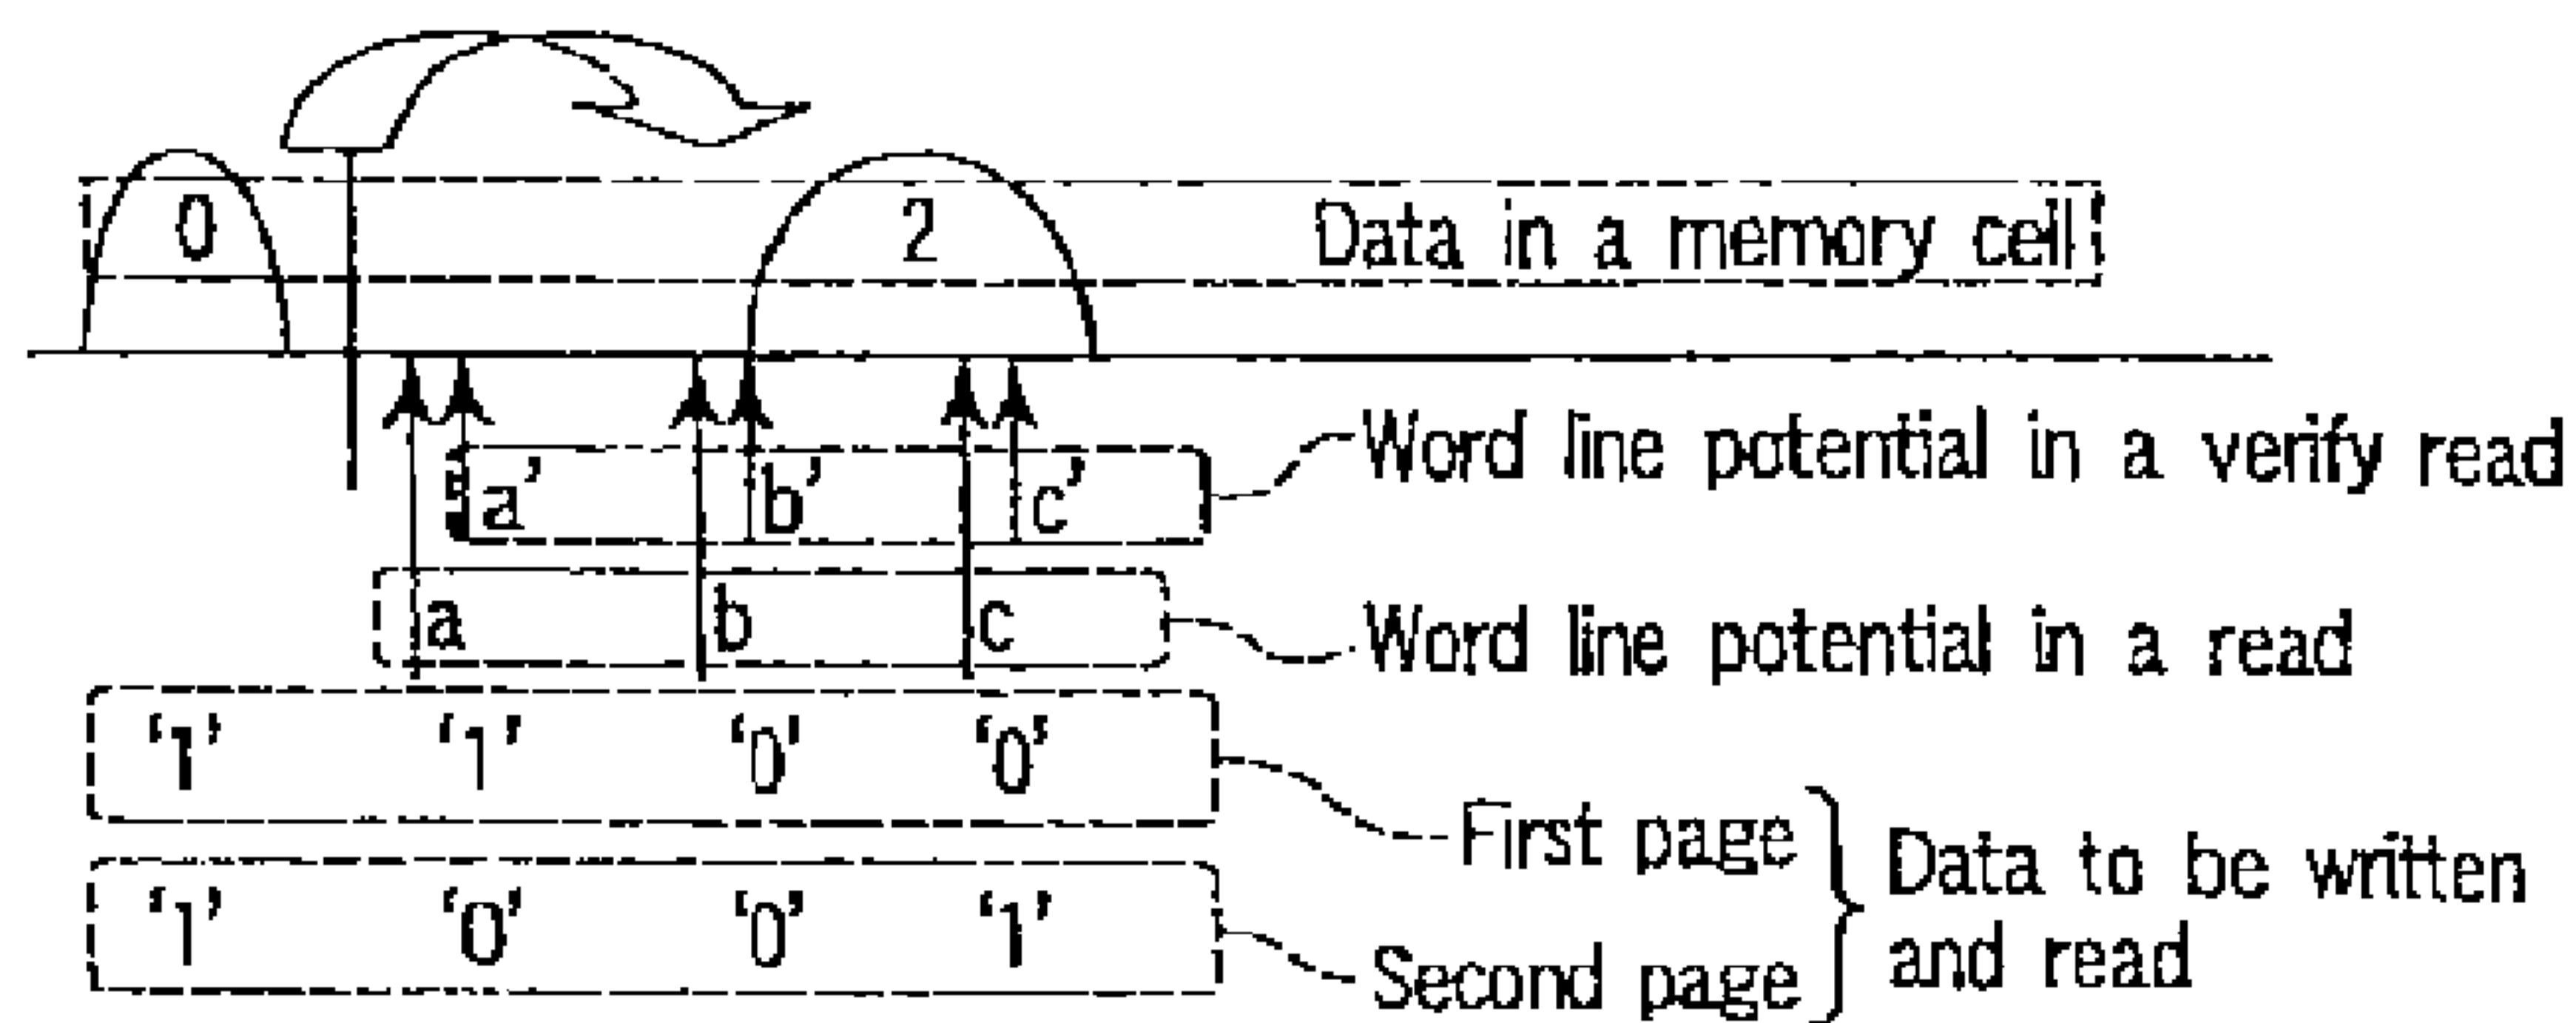 0 2 Data in a memory cell
a' b' c' Word line potential in a verify read
a b c Word line potential in a read
'1' '1' '0' '0'
First page
'1' '0' '0' '1'
Second page
Data to be written
and read